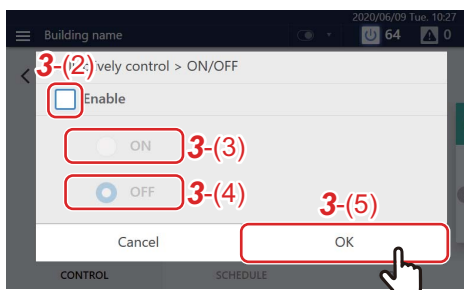 2020/06/09 Tue. 10:27
Building name
64
0
3-(2)
ively control > ON/OFF
Enable
ON
3-(3)
OFF
3-(4)
3-(5)
Cancel
OK
CONTROL
SCHEDULE